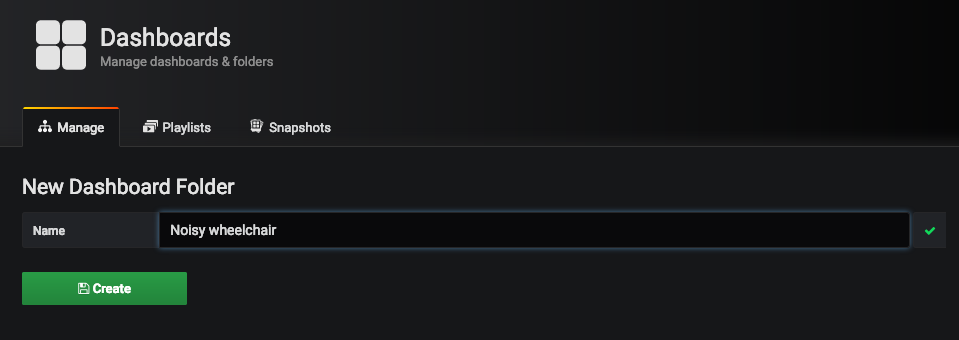 Dashboards
Manage dashboards & folders
Manage Playlists Snapshots
New Dashboard Folder
Name Noisy wheelchair
Create